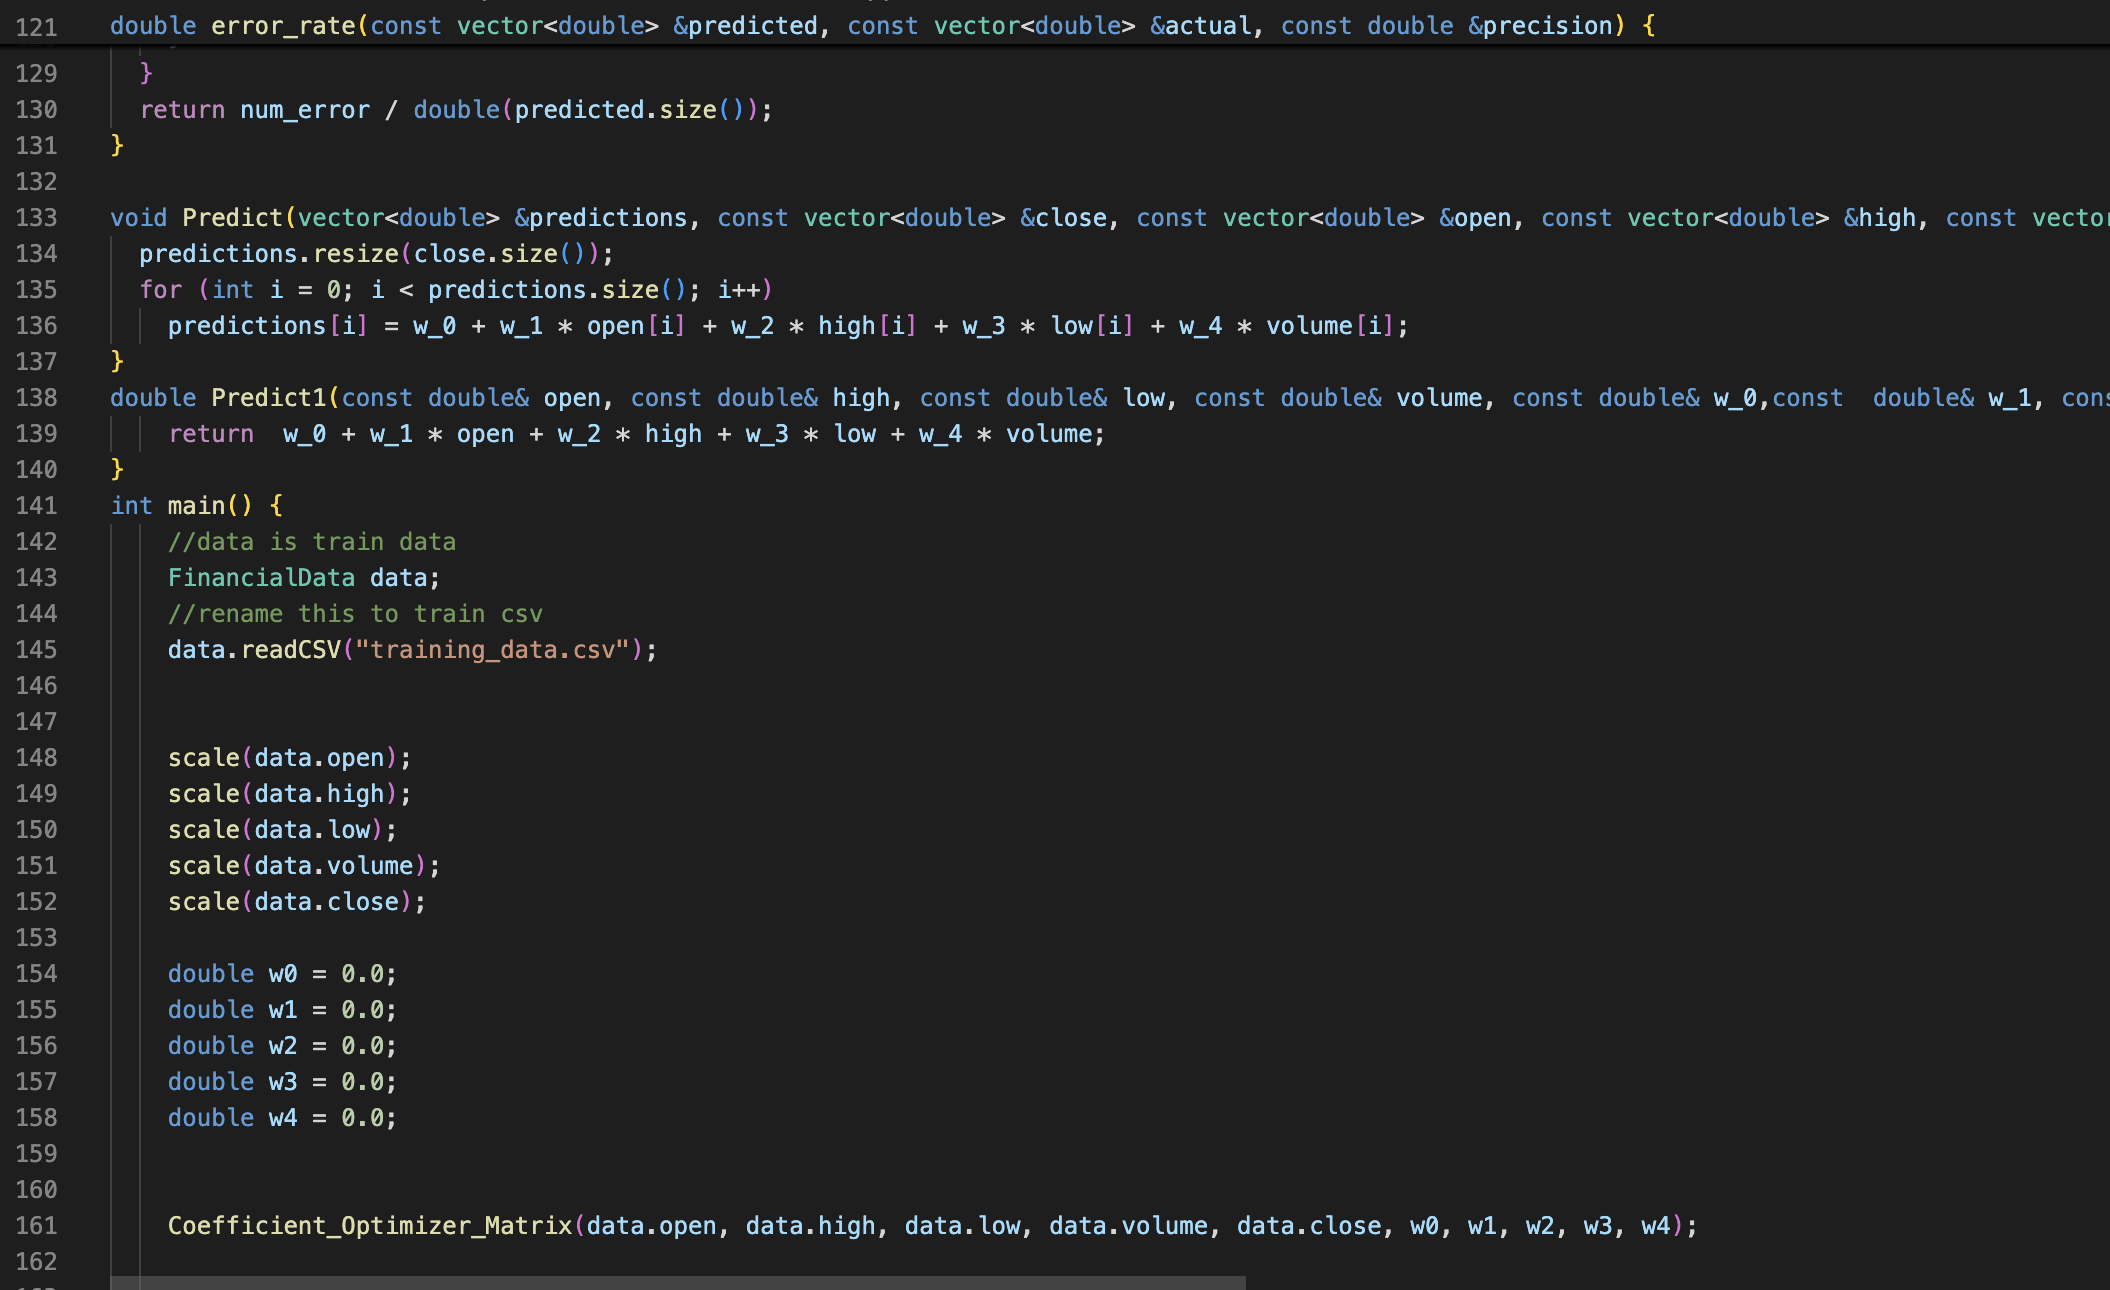 121 double error_rate(const vector<double> &predicted, const vector<double> &actual, const double &precision) {
129 }
130 return num_error / double(predicted.size());
131 }
132
133 void Predict(vector<double> &predictions, const vector<double> &close, const vector<double> &open, const vector<double> &high, const vector
134 predictions.resize(close.size());
135 for (int i = 0; i < predictions.size(); i++)
136 predictions[i] = w_0 + w_1 * open[i] + w_2 * high[i] + w_3 * low[i] + w_4 * volume[i];
137 }
138 double Predict1(const double& open, const double& high, const double& low, const double& volume, const double& w_0,const  double& w_1, cons
139 return  w_0 + w_1 * open + w_2 * high + w_3 * low + w_4 * volume;
140 }
141 int main() {
142 //data is train data
143 FinancialData data;
144 //rename this to train csv
145 data.readCSV("training_data.csv");
146
147
148 scale(data.open);
149 scale(data.high);
150 scale(data.low);
151 scale(data.volume);
152 scale(data.close);
153
154 double w0 = 0.0;
155 double w1 = 0.0;
156 double w2 = 0.0;
157 double w3 = 0.0;
158 double w4 = 0.0;
159
160
161 Coefficient_Optimizer_Matrix(data.open, data.high, data.low, data.volume, data.close, w0, w1, w2, w3, w4);
162